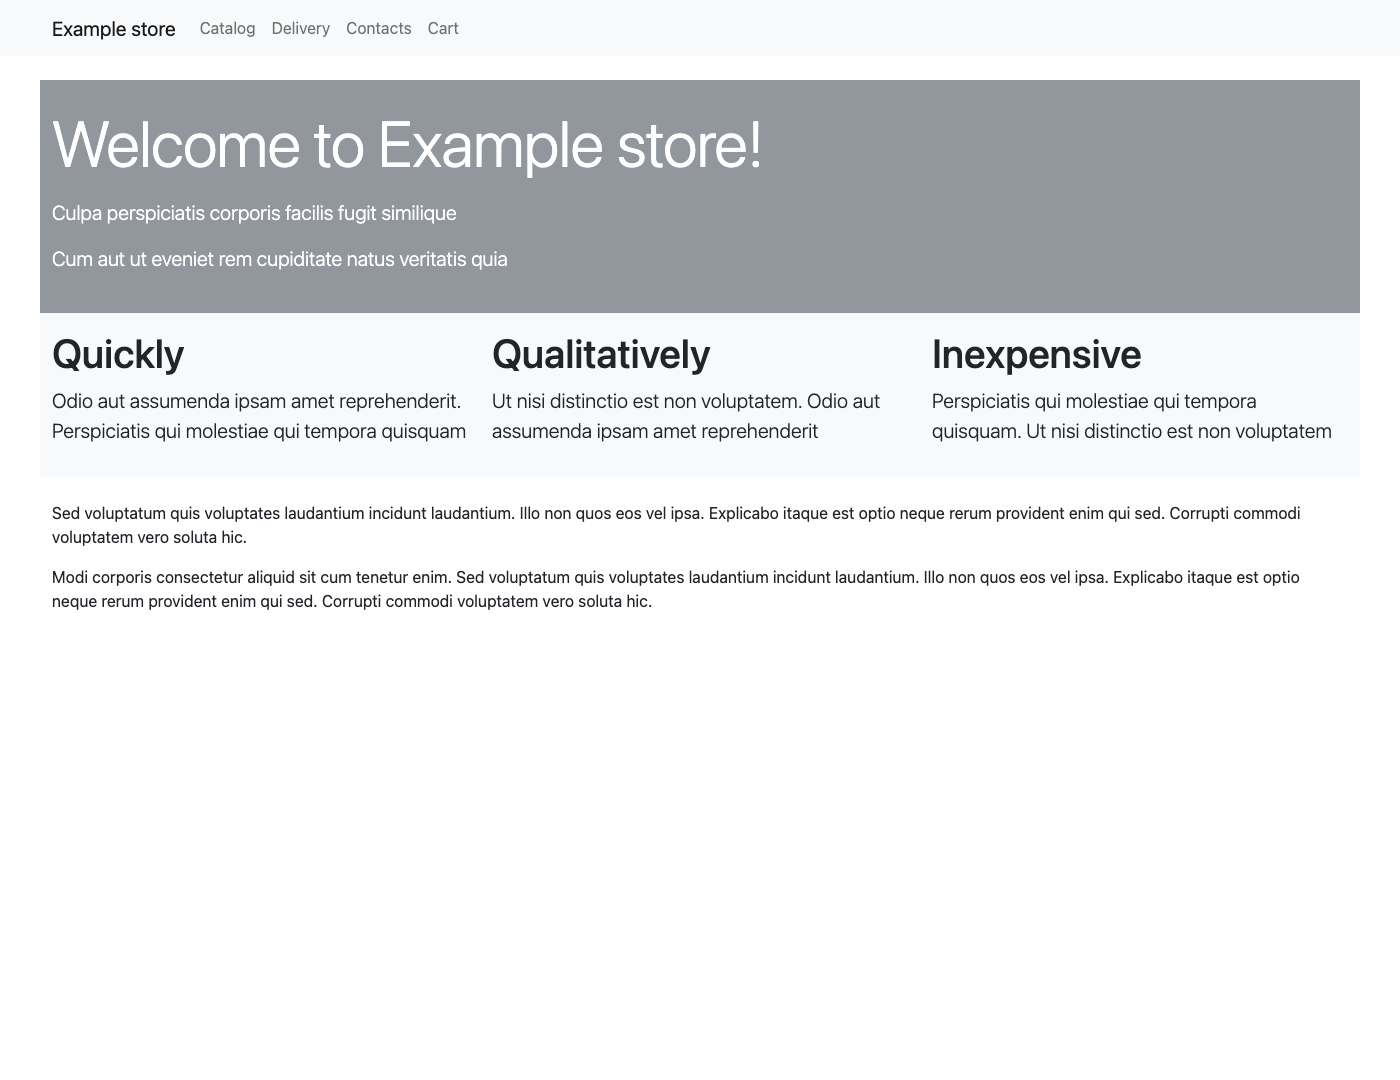 Example store Catalog Delivery Contacts Cart
Welcome to Example store!
Culpa perspiciatis corporis facilis fugit similique
Cum aut ut eveniet rem cupiditate natus veritatis quia
Quickly
Odio aut assumenda ipsam amet reprehenderit.
Perspiciatis qui molestiae qui tempora quisquam
Qualitatively
Ut nisi distinctio est non voluptatem. Odio aut
assumenda ipsam amet reprehenderit
Inexpensive
Perspiciatis qui molestiae qui tempora
quisquam. Ut nisi distinctio est non voluptatem
Sed voluptatum quis voluptates laudantium incidunt laudantium. Illo non quos eos vel ipsa. Explicabo itaque est optio neque rerum provident enim qui sed. Corrupti commodi
voluptatem vero soluta hic.
Modi corporis consectetur aliquid sit cum tenetur enim. Sed voluptatum quis voluptates laudantium incidunt laudantium. Illo non quos eos vel ipsa. Explicabo itaque est optio
neque rerum provident enim qui sed. Corrupti commodi voluptatem vero soluta hic.